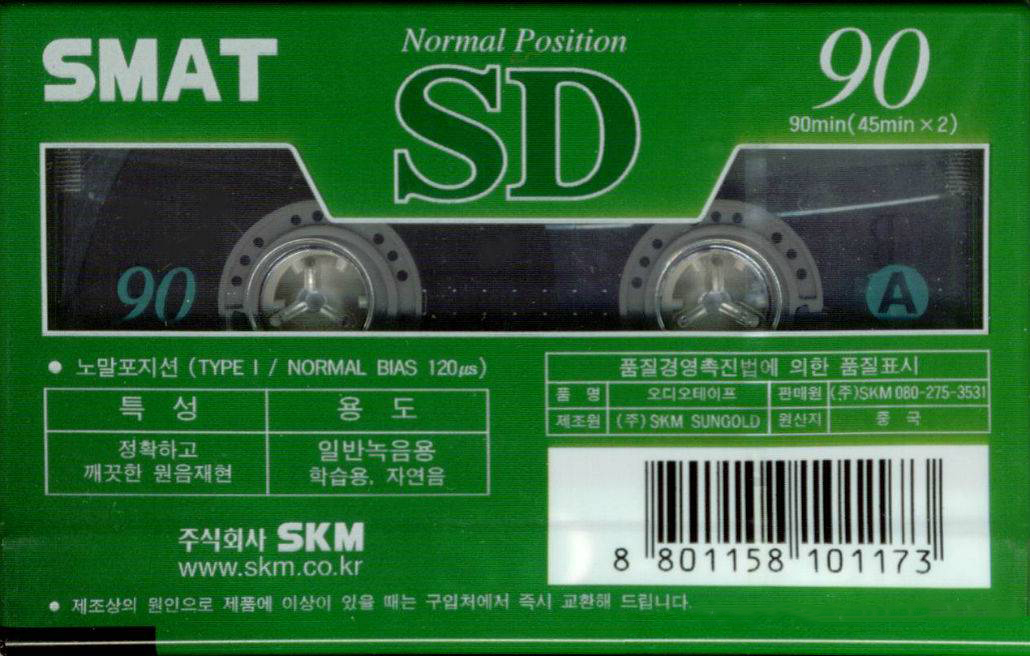 SMAT
Normal Position
SD
90
90min(45min×2)
90
A
● 노말포지션 (TYPE I / NORMAL BIAS 120㎲)
특 성 용 도
정확하고
깨끗한 원음재현
일반녹음용
학습용, 자연음
품질경영촉진법에 의한 품질표시
품 명 오디오테이프 판매원 (주)SKM 080-275-3531
제조원 (주) SKM SUNGOLD 원산지 중 국
주식회사 SKM
www.skm.co.kr
8 801158 101173
● 제조상의 원인으로 제품에 이상이 있을 때는 구입처에서 즉시 교환해 드립니다.